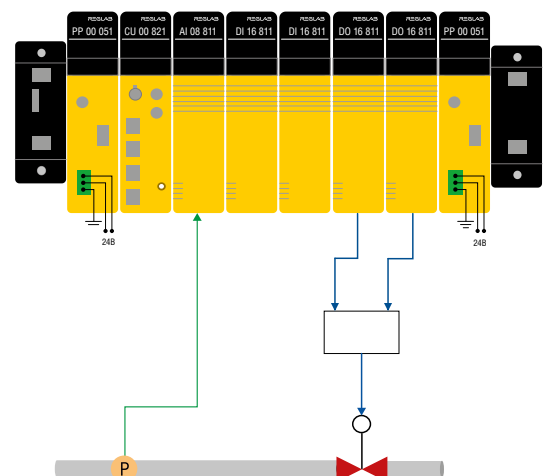 REGLAB REGLAB REGLAB REGLAB REGLAB REGLAB REGLAB REGLAB
PP 00 051 CU 00 821 AI 08 811 DI 16 811 DI 16 811 DO 16 811 DO 16 811 PP 00 051
24В 24В
P